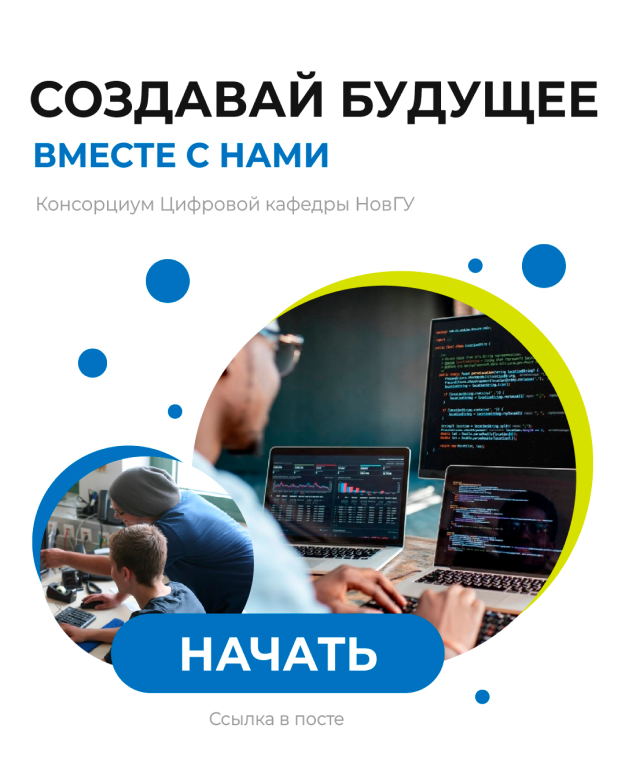 СОЗДАВАЙ БУДУЩЕЕ
ВМЕСТЕ С НАМИ
Консорциум Цифровой кафедры НовГУ
НАЧАТЬ
Ссылка в посте